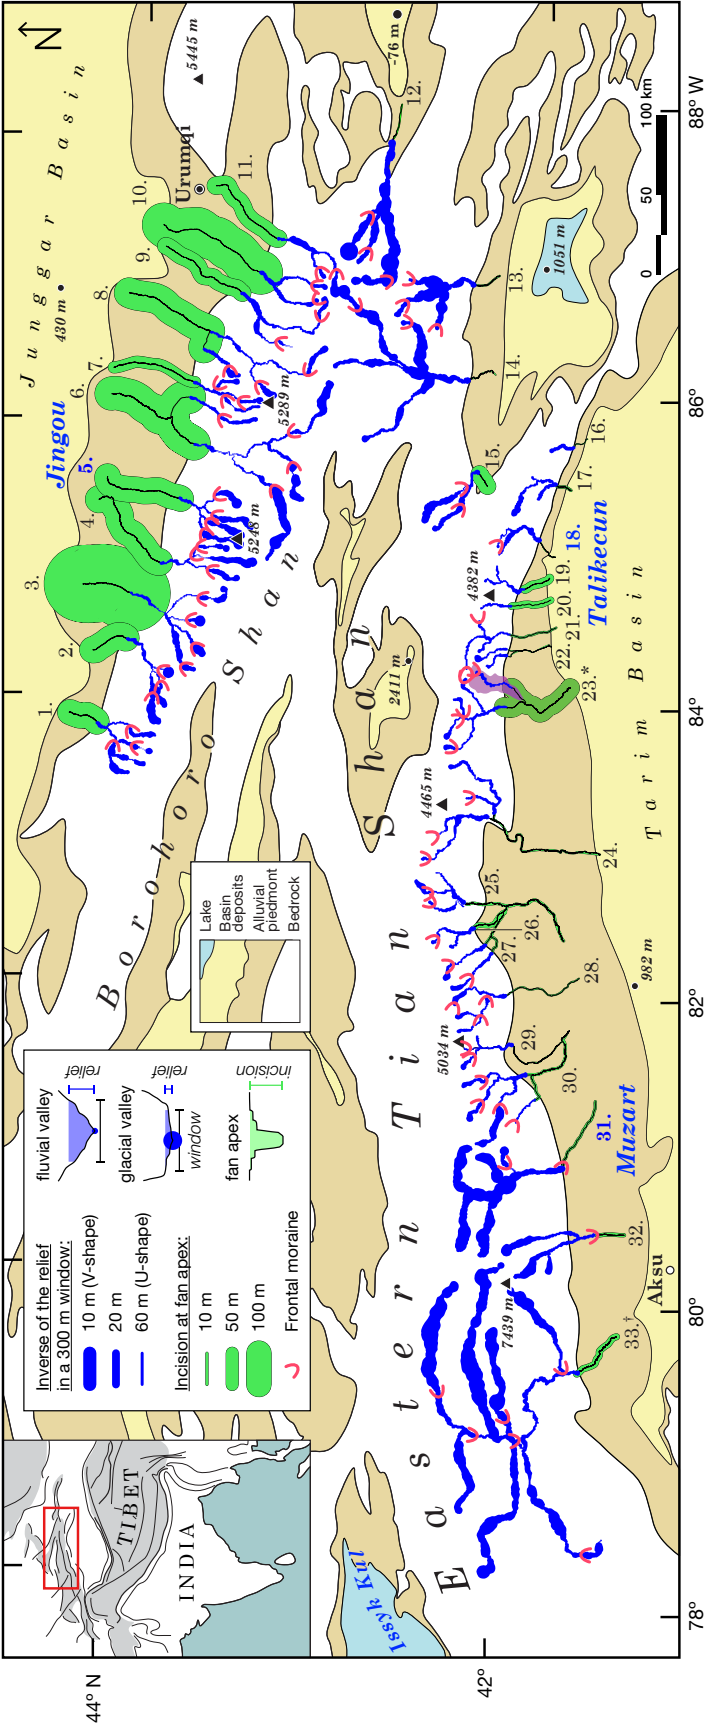 N
Junggar Basin
430 m
Jingou
Urumqi
5445 m
-76 m
1.
2.
3.
4.
5.
6.
7.
8.
9.
10.
11.
12.
13.
14.
15.
16.
17.
18.
Talikecun
19.
20.
21.
22.
23.*
24.
25.
26.
27.
28.
29.
30.
31.
Muzart
32.
33.†
5289 m
5248 m
4382 m
2411 m
4465 m
5034 m
7439 m
1051 m
982 m
Borohoro
Shan
Eastern Tian Shan
Tarim Basin
Aksu
Issyk Kul
TIBET
INDIA
Inverse of the relief
in a 300 m window:
10 m (V-shape)
20 m
60 m (U-shape)
Incision at fan apex:
10 m
50 m
100 m
Frontal moraine
fluvial valley
relief
glacial valley
relief
window
fan apex
incision
Lake
Basin
deposits
Alluvial
piedmont
Bedrock
0
50
100 km
44° N
42°
78°
80°
82°
84°
86°
88° W